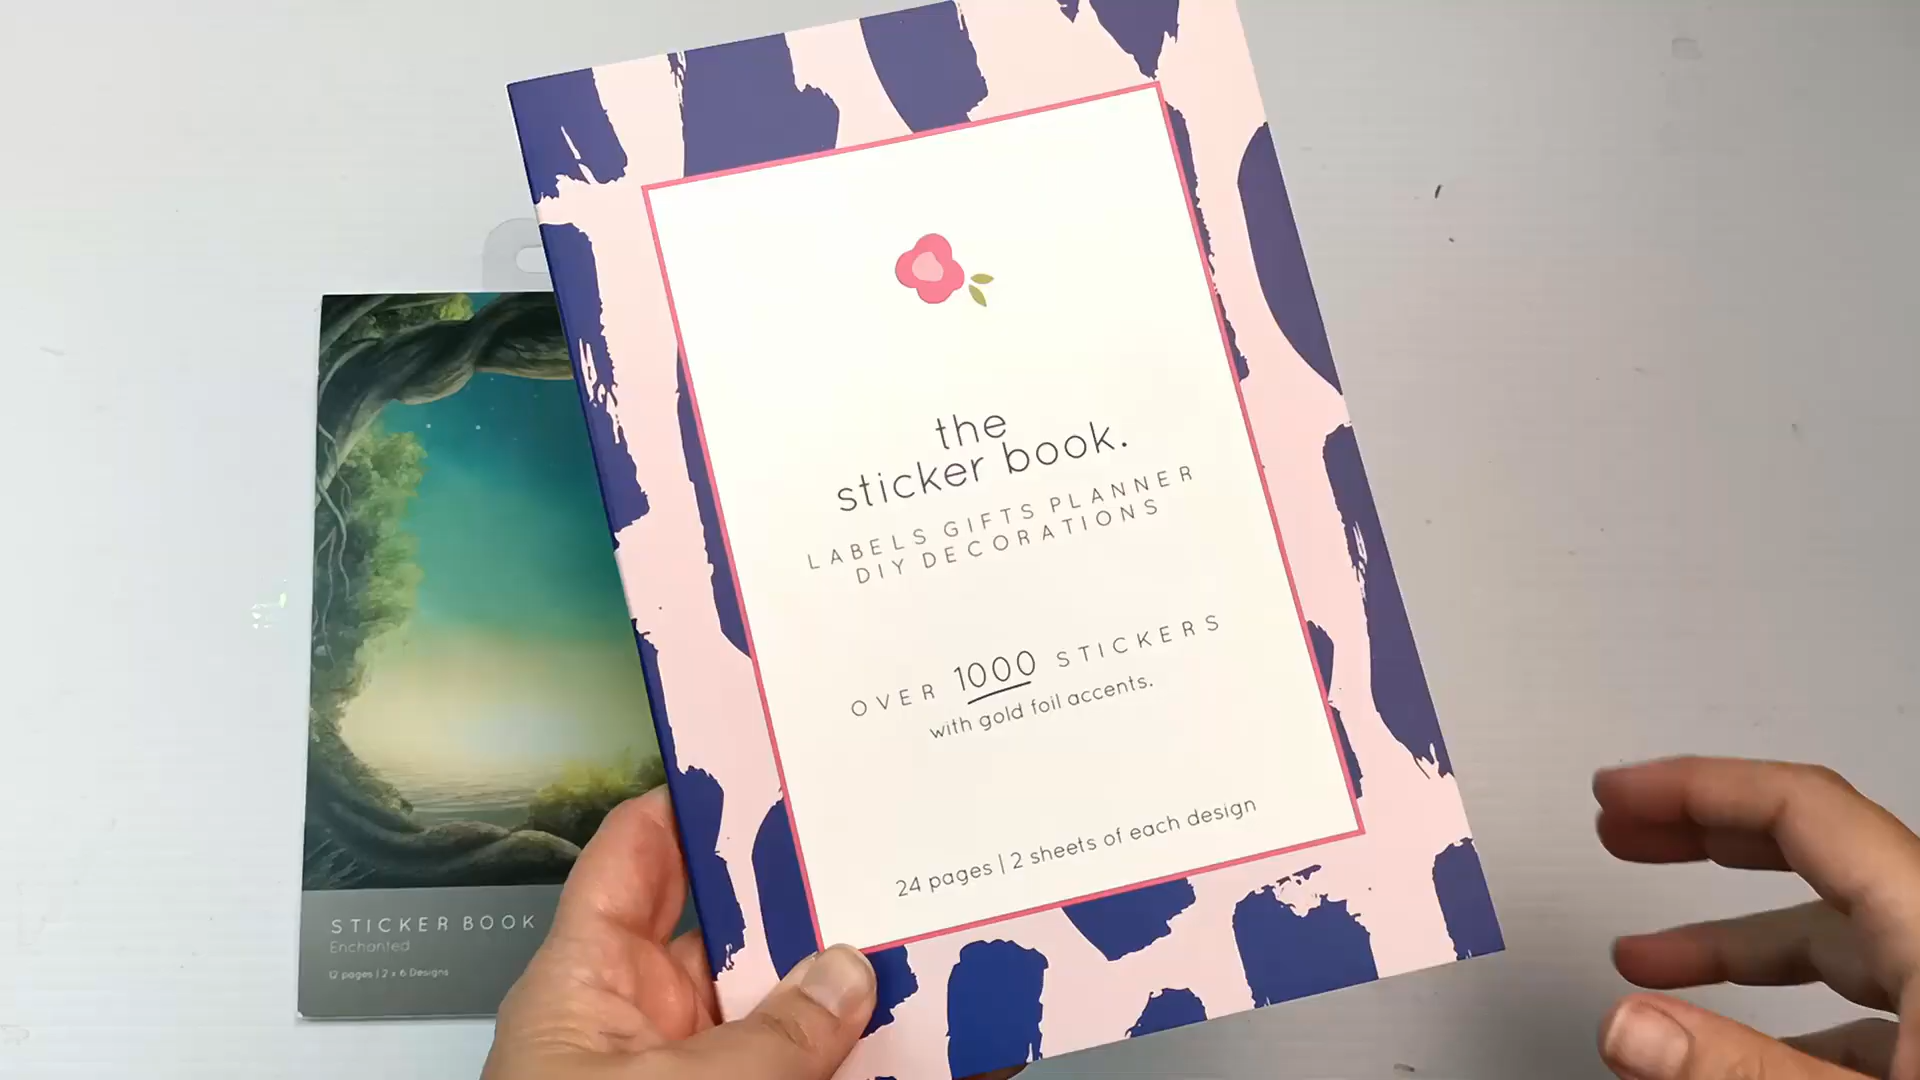 the
sticker book.
LABELS GIFTS PLANNER
DIY DECORATIONS
OVER 1000 STICKERS
with gold foil accents.
24 pages | 2 sheets of each design
STICKER BOOK
Enchanted
12 pages | 2 x 6 Designs